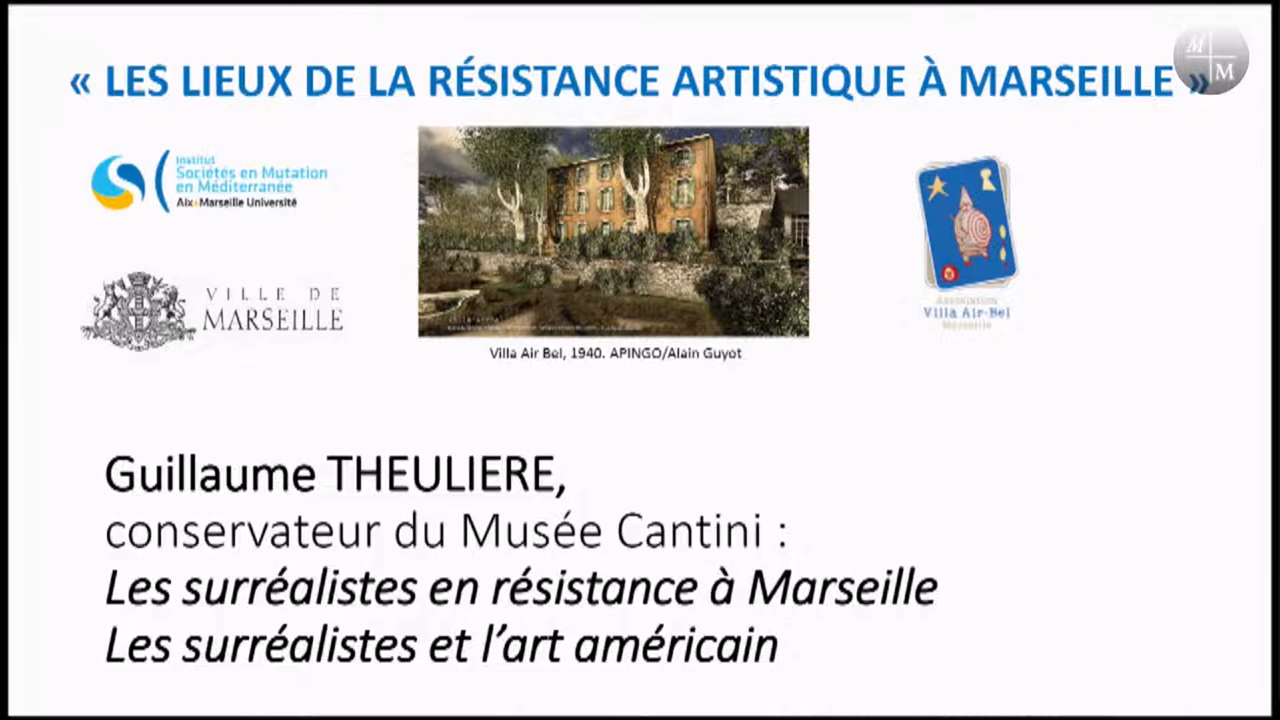 « LES LIEUX DE LA RÉSISTANCE ARTISTIQUE À MARSEILLE »
M
M
Institut
Sociétés en Mutation
en Méditerranée
Aix Marseille Université
VILLE DE
MARSEILLE
Villa Air Bel, 1940. APINGO/Alain Guyot
Association
Villa Air-Bel
Marseille
Guillaume THEULIERE,
conservateur du Musée Cantini :
Les surréalistes en résistance à Marseille
Les surréalistes et l’art américain